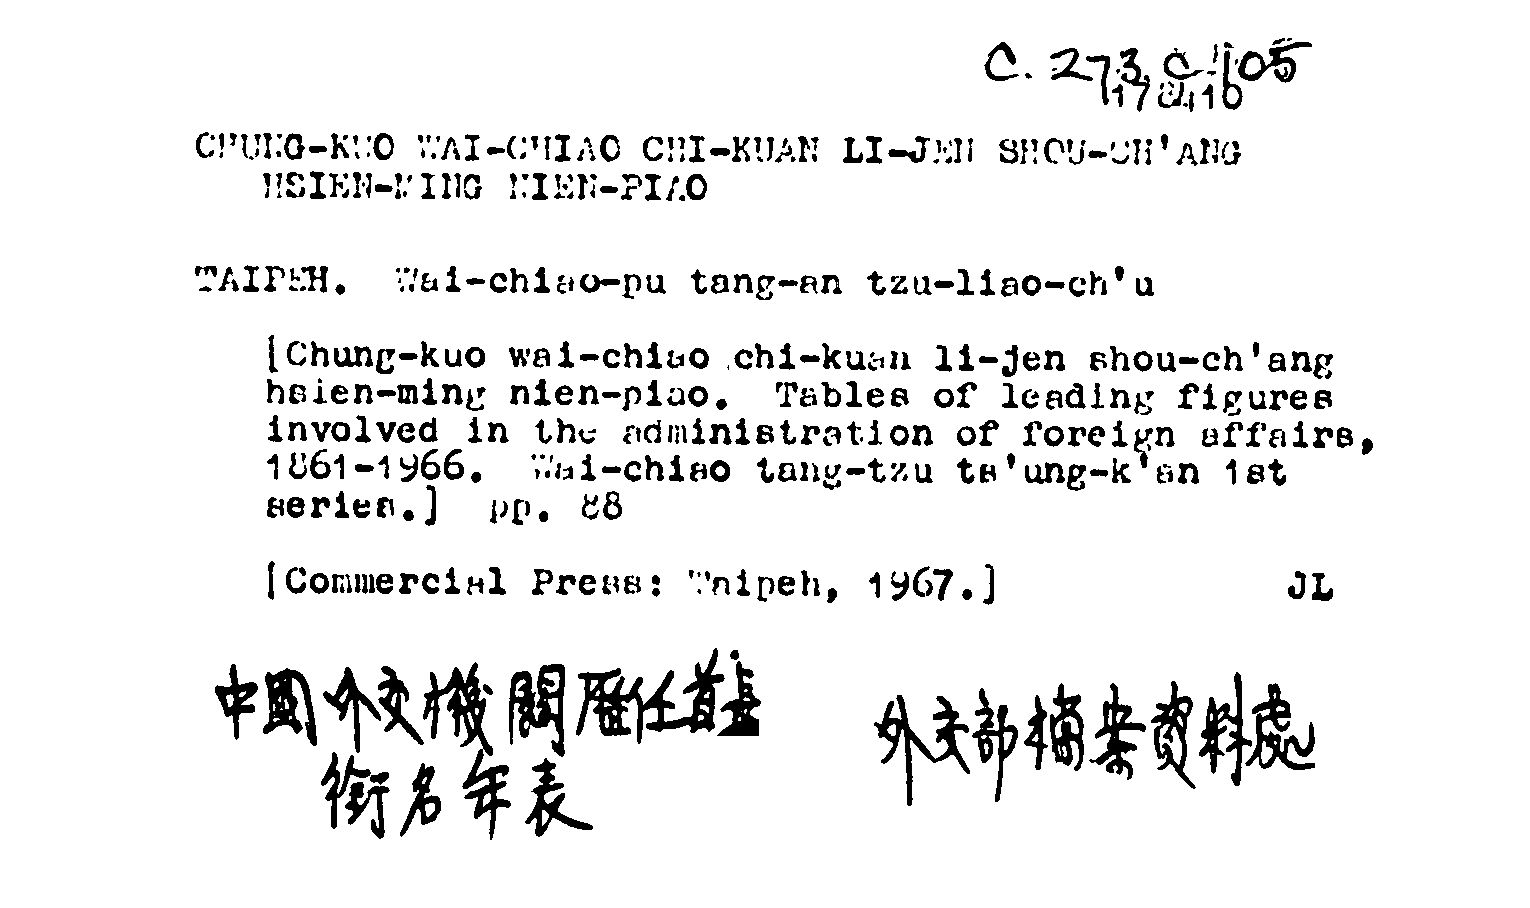 C. 273. C. 105
178410
CHUNG-KUO WAI-CHIAO CHI-KUAN LI-JEN SHOU-CH'ANG
HSIEN-MING NIEN-PIAO
TAIPEH. Wai-chiao-pu tang-an tzu-liao-ch'u
[Chung-kuo wai-chiao chi-kuan li-jen shou-ch'ang
hsien-ming nien-piao. Tables of leading figures
involved in the administration of foreign affairs,
1861-1966. Wai-chiao tang-tzu ts'ung-k'an 1st
series.] pp. 88
[Commercial Press: Taipeh, 1967.] JL
中國外交機關歷任首長
銜名年表
外交部檔案資料處